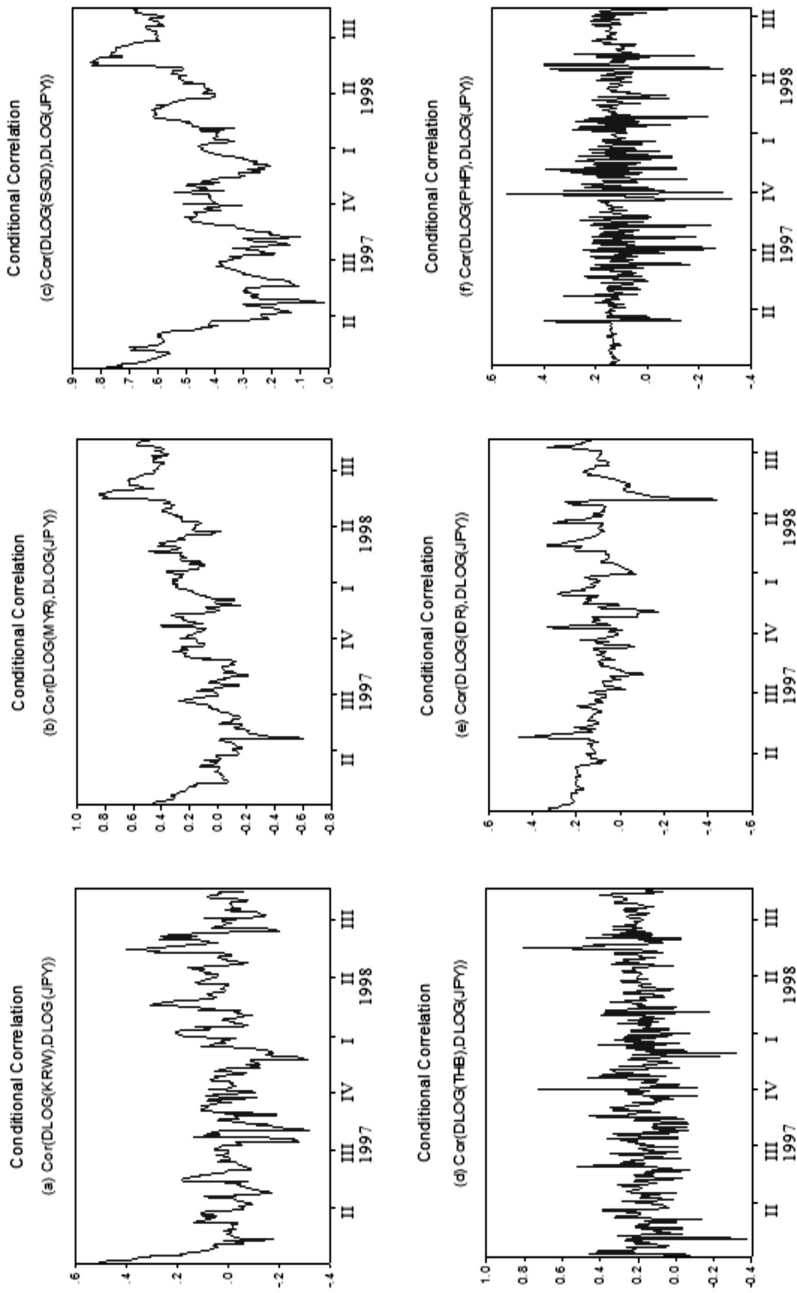 Conditional Correlation
(a) Cor(DLOG(KRW),DLOG(JPY))
.6
.4
.2
.0
-.2
-.4
II III IV I II III
1997 1998
Conditional Correlation
(b) Cor(DLOG(MYR),DLOG(JPY))
1.0
0.8
0.6
0.4
0.2
0.0
-0.2
-0.4
-0.6
-0.8
II III IV I II III
1997 1998
Conditional Correlation
(c) Cor(DLOG(SGD),DLOG(JPY))
.9
.8
.7
.6
.5
.4
.3
.2
.1
.0
II III IV I II III
1997 1998
Conditional Correlation
(d) Cor(DLOG(THB),DLOG(JPY))
1.0
0.8
0.6
0.4
0.2
0.0
-0.2
-0.4
II III IV I II III
1997 1998
Conditional Correlation
(e) Cor(DLOG(IDR),DLOG(JPY))
.6
.4
.2
.0
-.2
-.4
-.6
II III IV I II III
1997 1998
Conditional Correlation
(f) Cor(DLOG(PHP),DLOG(JPY))
.6
.4
.2
.0
-.2
-.4
II III IV I II III
1997 1998